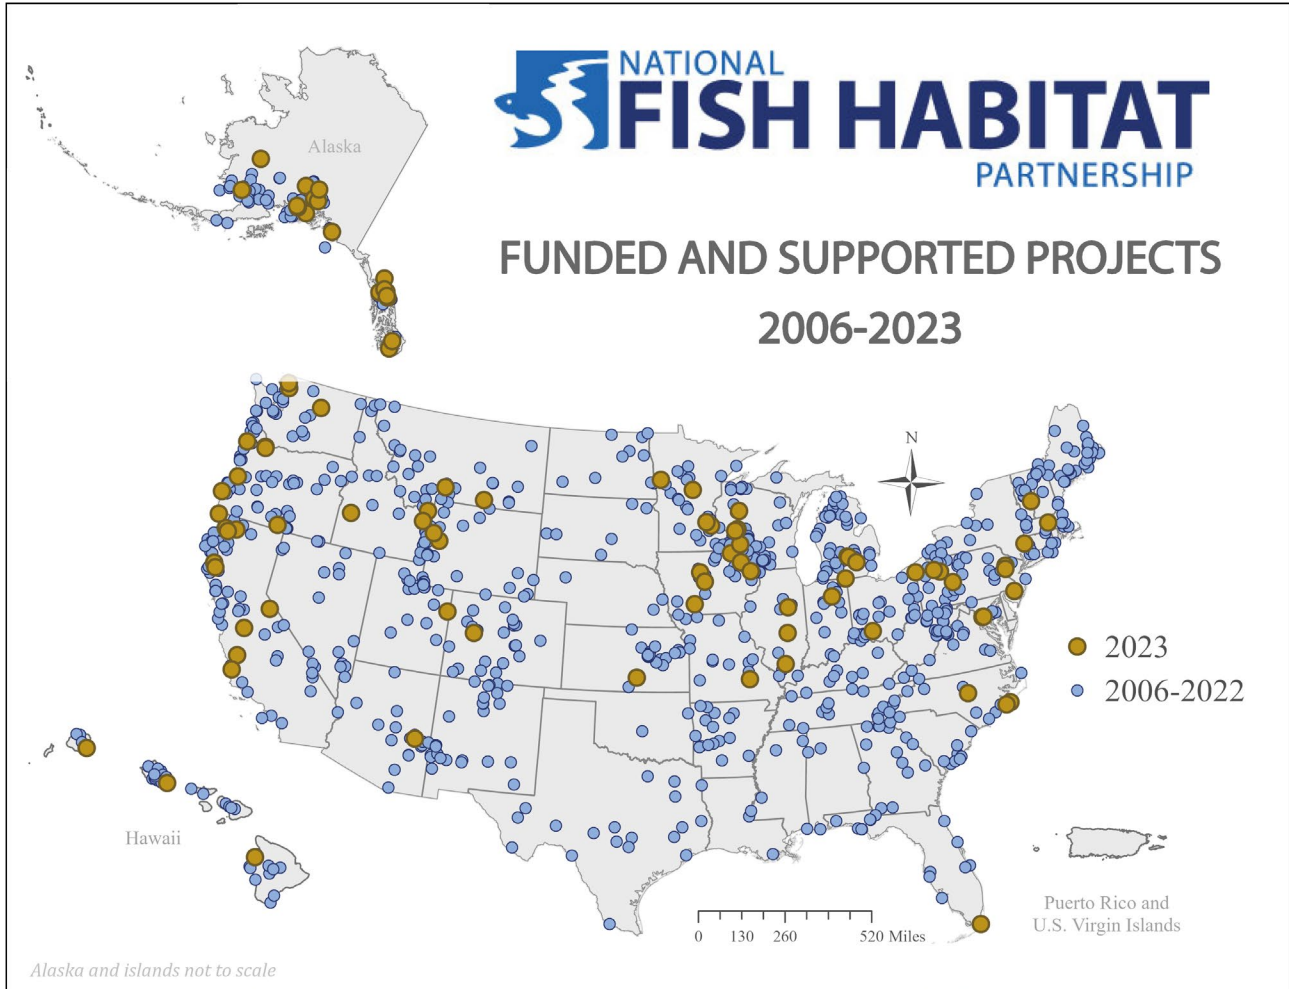 NATIONAL
FISH HABITAT
PARTNERSHIP
FUNDED AND SUPPORTED PROJECTS
2006-2023
Alaska
N
2023
2006-2022
Hawaii
Puerto Rico and
U.S. Virgin Islands
0 130 260 520 Miles
Alaska and islands not to scale